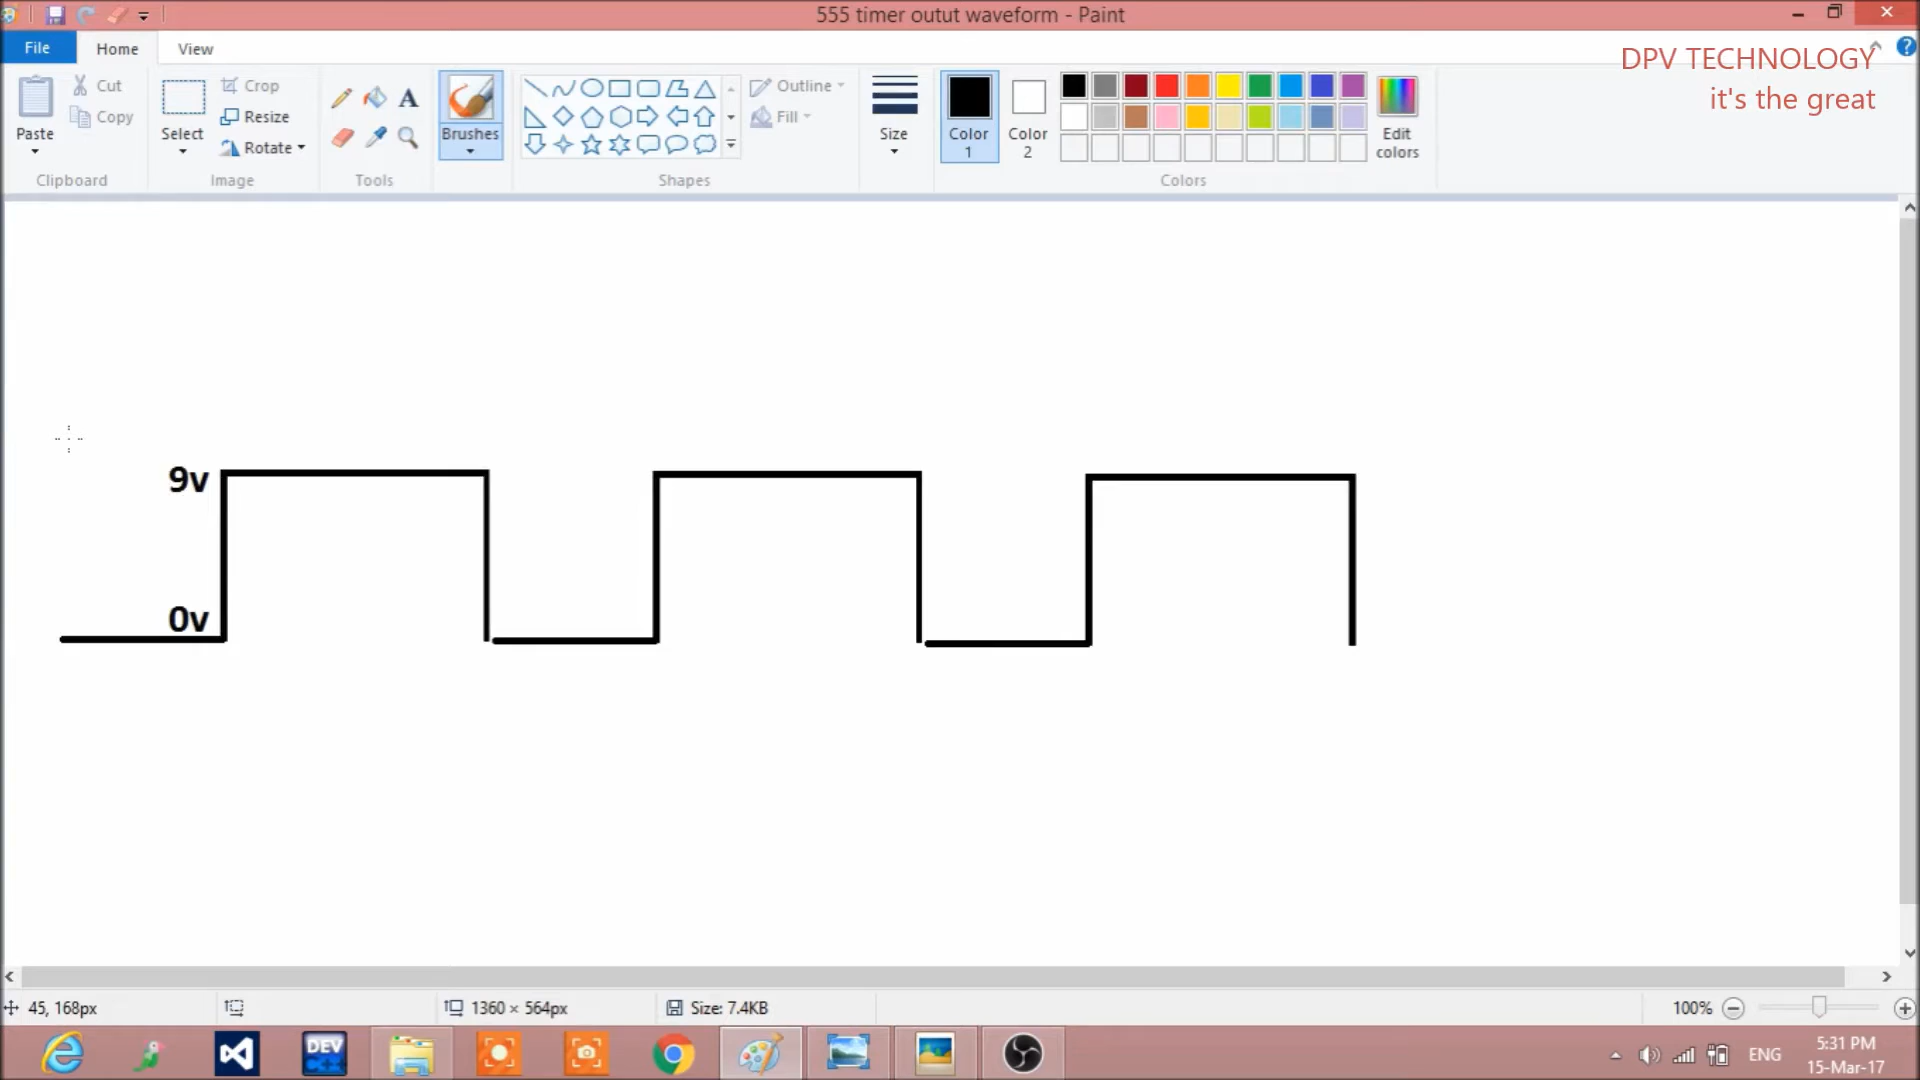 555 timer outut waveform - Paint
File
Home
View
DPV TECHNOLOGY
it's the great
Paste
Cut
Copy
Clipboard
Select
Crop
Resize
Rotate
Image
Tools
Brushes
Shapes
Outline
Fill
Size
Color
1
Color
2
Edit
colors
Colors
9v
0v
45, 168px
1360 × 564px
Size: 7.4KB
100%
DEV
C++
ENG
5:31 PM
15-Mar-17